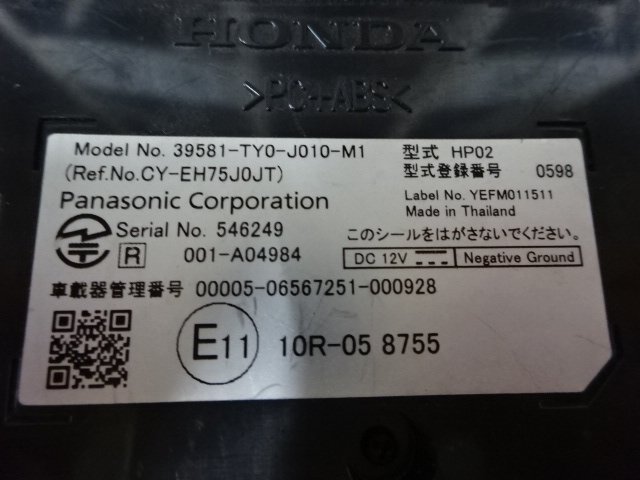 HONDA
>PC+ABS<
Model No. 39581-TY0-J010-M1
型式 HP02
(Ref.No.CY-EH75J0JT)
型式登録番号 0598
Panasonic Corporation
Label No. YEFM011511
Made in Thailand
Serial No. 546249
R 001-A04984
このシールをはがさないでください。
DC 12V Negative Ground
車載器管理番号 00005-06567251-000928
E11 10R-05 8755